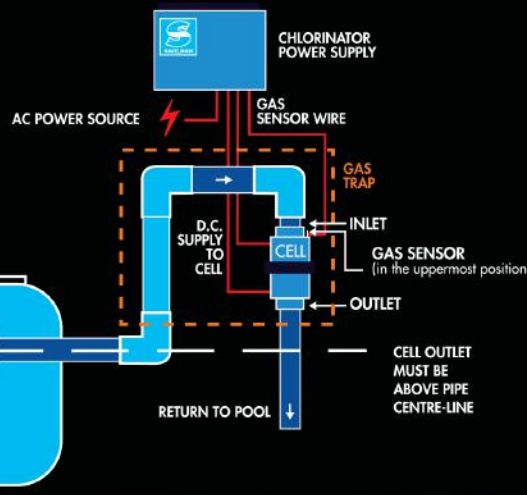 CHLORINATOR
POWER SUPPLY
AC POWER SOURCE
GAS
SENSOR WIRE
GAS
TRAP
D.C.
SUPPLY
TO
CELL
INLET
CELL
GAS SENSOR
(in the uppermost position
OUTLET
CELL OUTLET
MUST BE
ABOVE PIPE
CENTRE-LINE
RETURN TO POOL